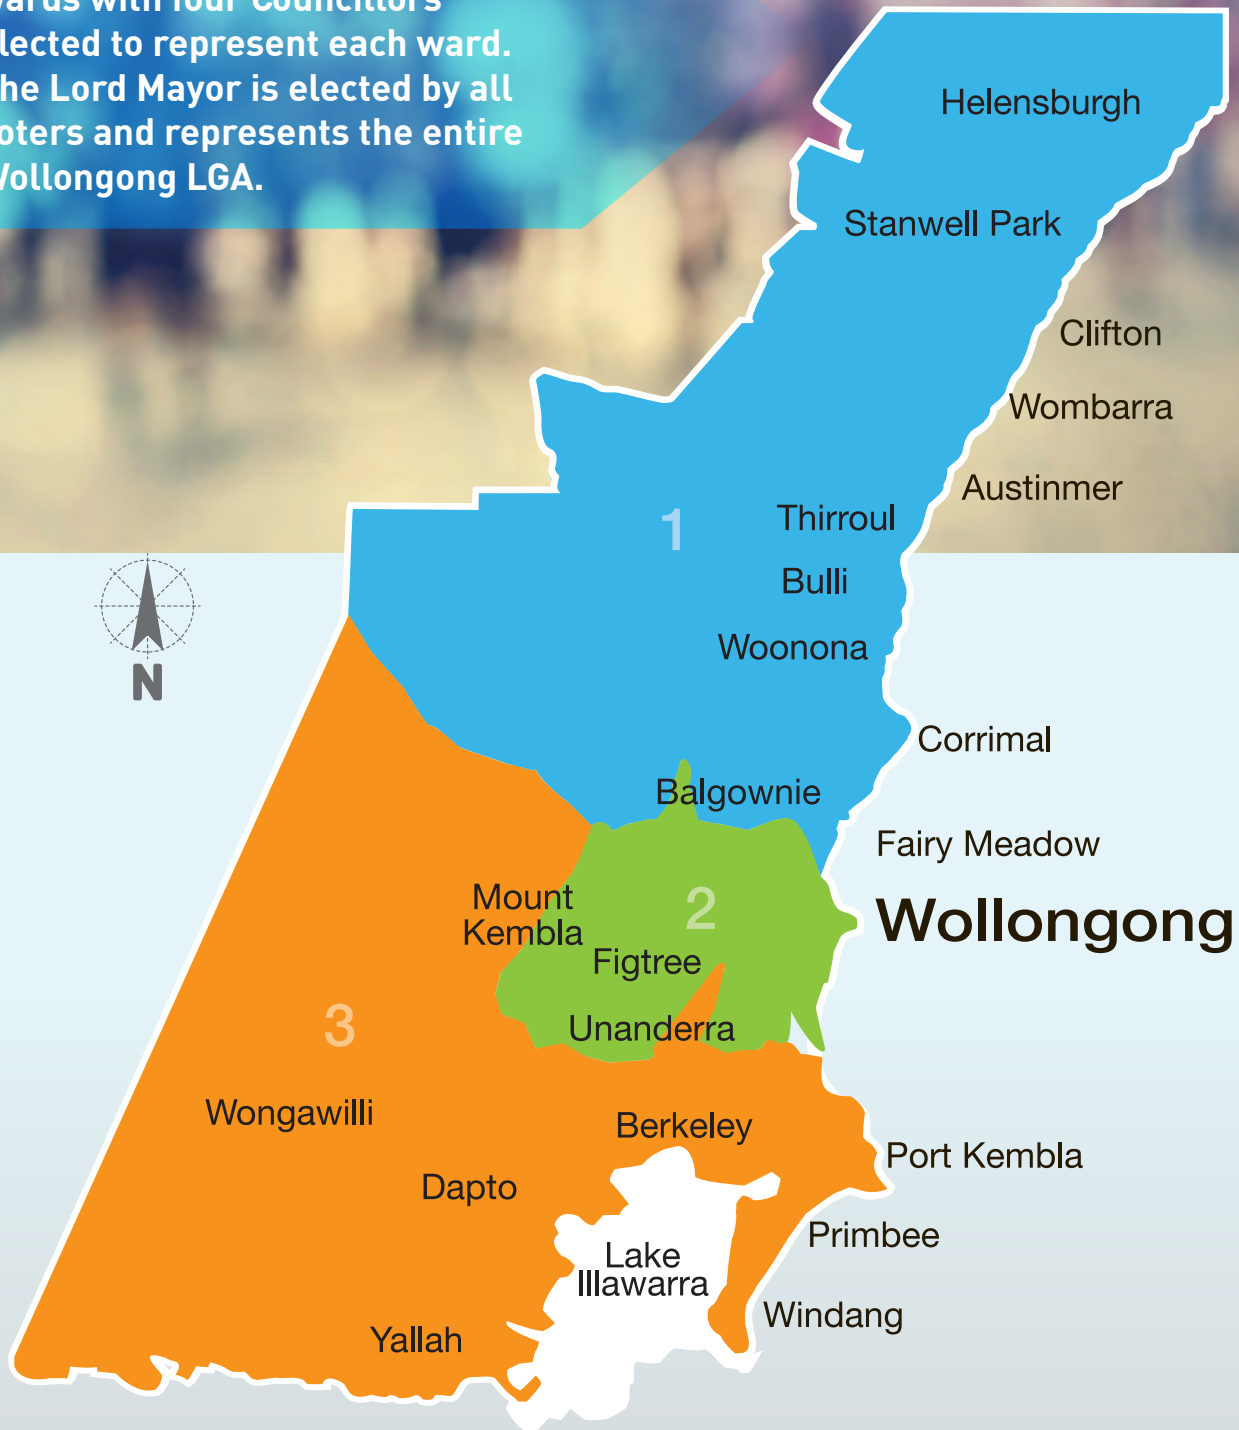 lected to represent each ward.
he Lord Mayor is elected by all
oters and represents the entire
Wollongong LGA.
Helensburgh
Stanwell Park
Clifton
Wombarra
Austinmer
1
Thirroul
Bulli
Woonona
N
Corrimal
Balgownie
Fairy Meadow
Mount
Kembla
2
Wollongong
Figtree
Unanderra
3
Wongawilli
Berkeley
Port Kembla
Dapto
Primbee
Lake
Illawarra
Windang
Yallah